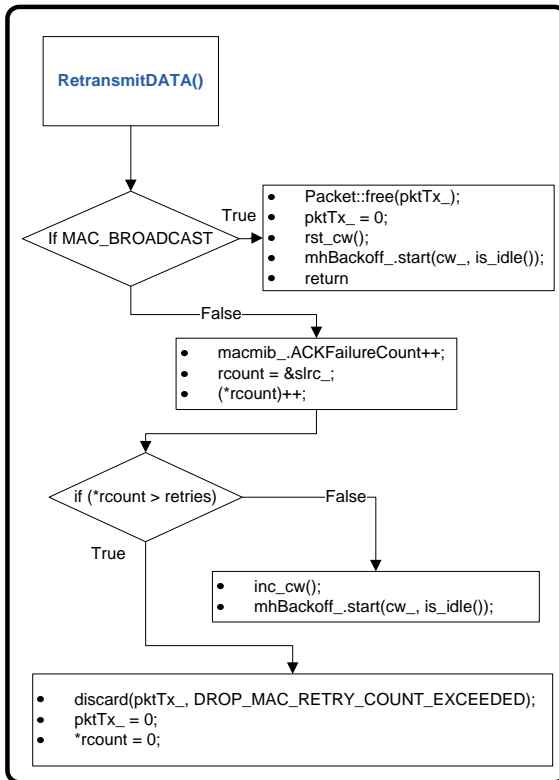 RetransmitDATA()
If MAC_BROADCAST
True
• Packet::free(pktTx_);
• pktTx_ = 0;
• rst_cw();
• mhBackoff_.start(cw_, is_idle());
• return
False
• macmib_.ACKFailureCount++;
• rcount = &slrc_;
• (*rcount)++;
if (*rcount > retries)
False
True
• inc_cw();
• mhBackoff_.start(cw_, is_idle());
• discard(pktTx_, DROP_MAC_RETRY_COUNT_EXCEEDED);
• pktTx_ = 0;
• *rcount = 0;